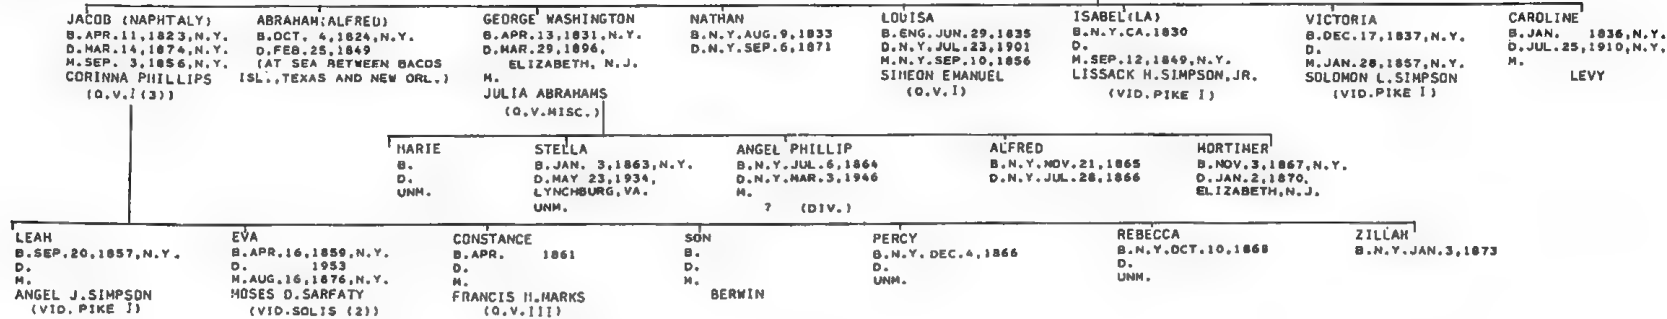 JACOB (NAPHTALY)
B.APR.11,1823,N.Y.
D.MAR.14,1874,N.Y.
M.SEP. 3,1856,N.Y.
CORINNA PHILLIPS
(Q.V.I(3))
ABRAHAM(ALFRED)
B.OCT. 4,1824,N.Y.
D.FEB.25,1849
(AT SEA BETWEEN BACOS
ISL.,TEXAS AND NEW ORL.)
GEORGE WASHINGTON
B.APR.13,1831,N.Y.
D.MAR.29,1896,
ELIZABETH, N.J.
M.
JULIA ABRAHAMS
(Q.V.MISC.)
NATHAN
B.N.Y.AUG.9,1833
D.N.Y.SEP.6,1871
LOUISA
B.ENG.JUN.29,1835
D.N.Y.JUL.23,1901
M.N.Y.SEP.10,1856
SIMEON EMANUEL
(Q.V.I)
ISABEL(LA)
B.N.Y.CA.1830
D.
M.SEP.12,1849,N.Y.
LISSACK H.SIMPSON,JR.
(VID.PIKE I)
VICTORIA
B.DEC.17,1837,N.Y.
D.
M.JAN.28,1857,N.Y.
SOLOMON L.SIMPSON
(VID.PIKE I)
CAROLINE
B.JAN. 1836,N.Y.
D.JUL.25,1910,N.Y.
M.
LEVY
MARIE
B.
D.
UNM.
STELLA
B.JAN. 3,1863,N.Y.
D.MAY 23,1934,
LYNCHBURG,VA.
UNM.
ANGEL PHILLIP
B.N.Y.JUL.6,1864
D.N.Y.MAR.3,1946
M.
? (DIV.)
ALFRED
B.N.Y.NOV.21,1865
D.N.Y.JUL.28,1866
MORTIMER
B.NOV.3,1867,N.Y.
D.JAN.2,1870,
ELIZABETH,N.J.
LEAH
B.SEP.20,1857,N.Y.
D.
M.
ANGEL J.SIMPSON
(VID. PIKE I)
EVA
B.APR.16,1859,N.Y.
D. 1953
M.AUG.16,1876,N.Y.
MOSES D.SARFATY
(VID.SOLIS (2))
CONSTANCE
B.APR. 1861
D.
M.
FRANCIS H.MARKS
(Q.V.III)
SON
B.
D.
M.
BERWIN
PERCY
B.N.Y. DEC.4,1866
D.
UNM.
REBECCA
B.N.Y.OCT.10,1868
D.
UNM.
ZILLAH
B.N.Y.JAN.3,1873